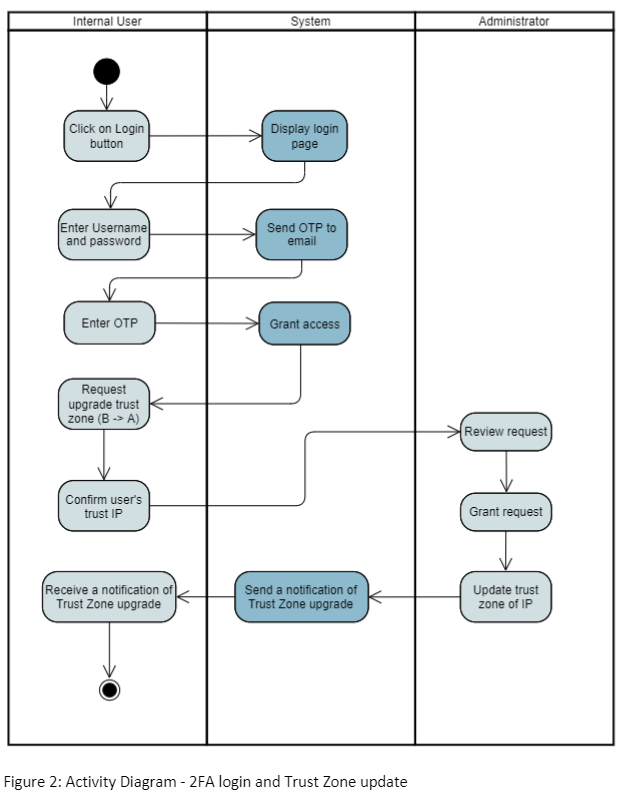 Internal User
System
Administrator
Click on Login
button
Display login
page
Enter Username
and password
Send OTP to
email
Enter OTP
Grant access
Request
upgrade trust
zone (B -> A)
Review request
Confirm user's
trust IP
Grant request
Receive a notification of
Trust Zone upgrade
Send a notification of
Trust Zone upgrade
Update trust
zone of IP
Figure 2: Activity Diagram - 2FA login and Trust Zone update